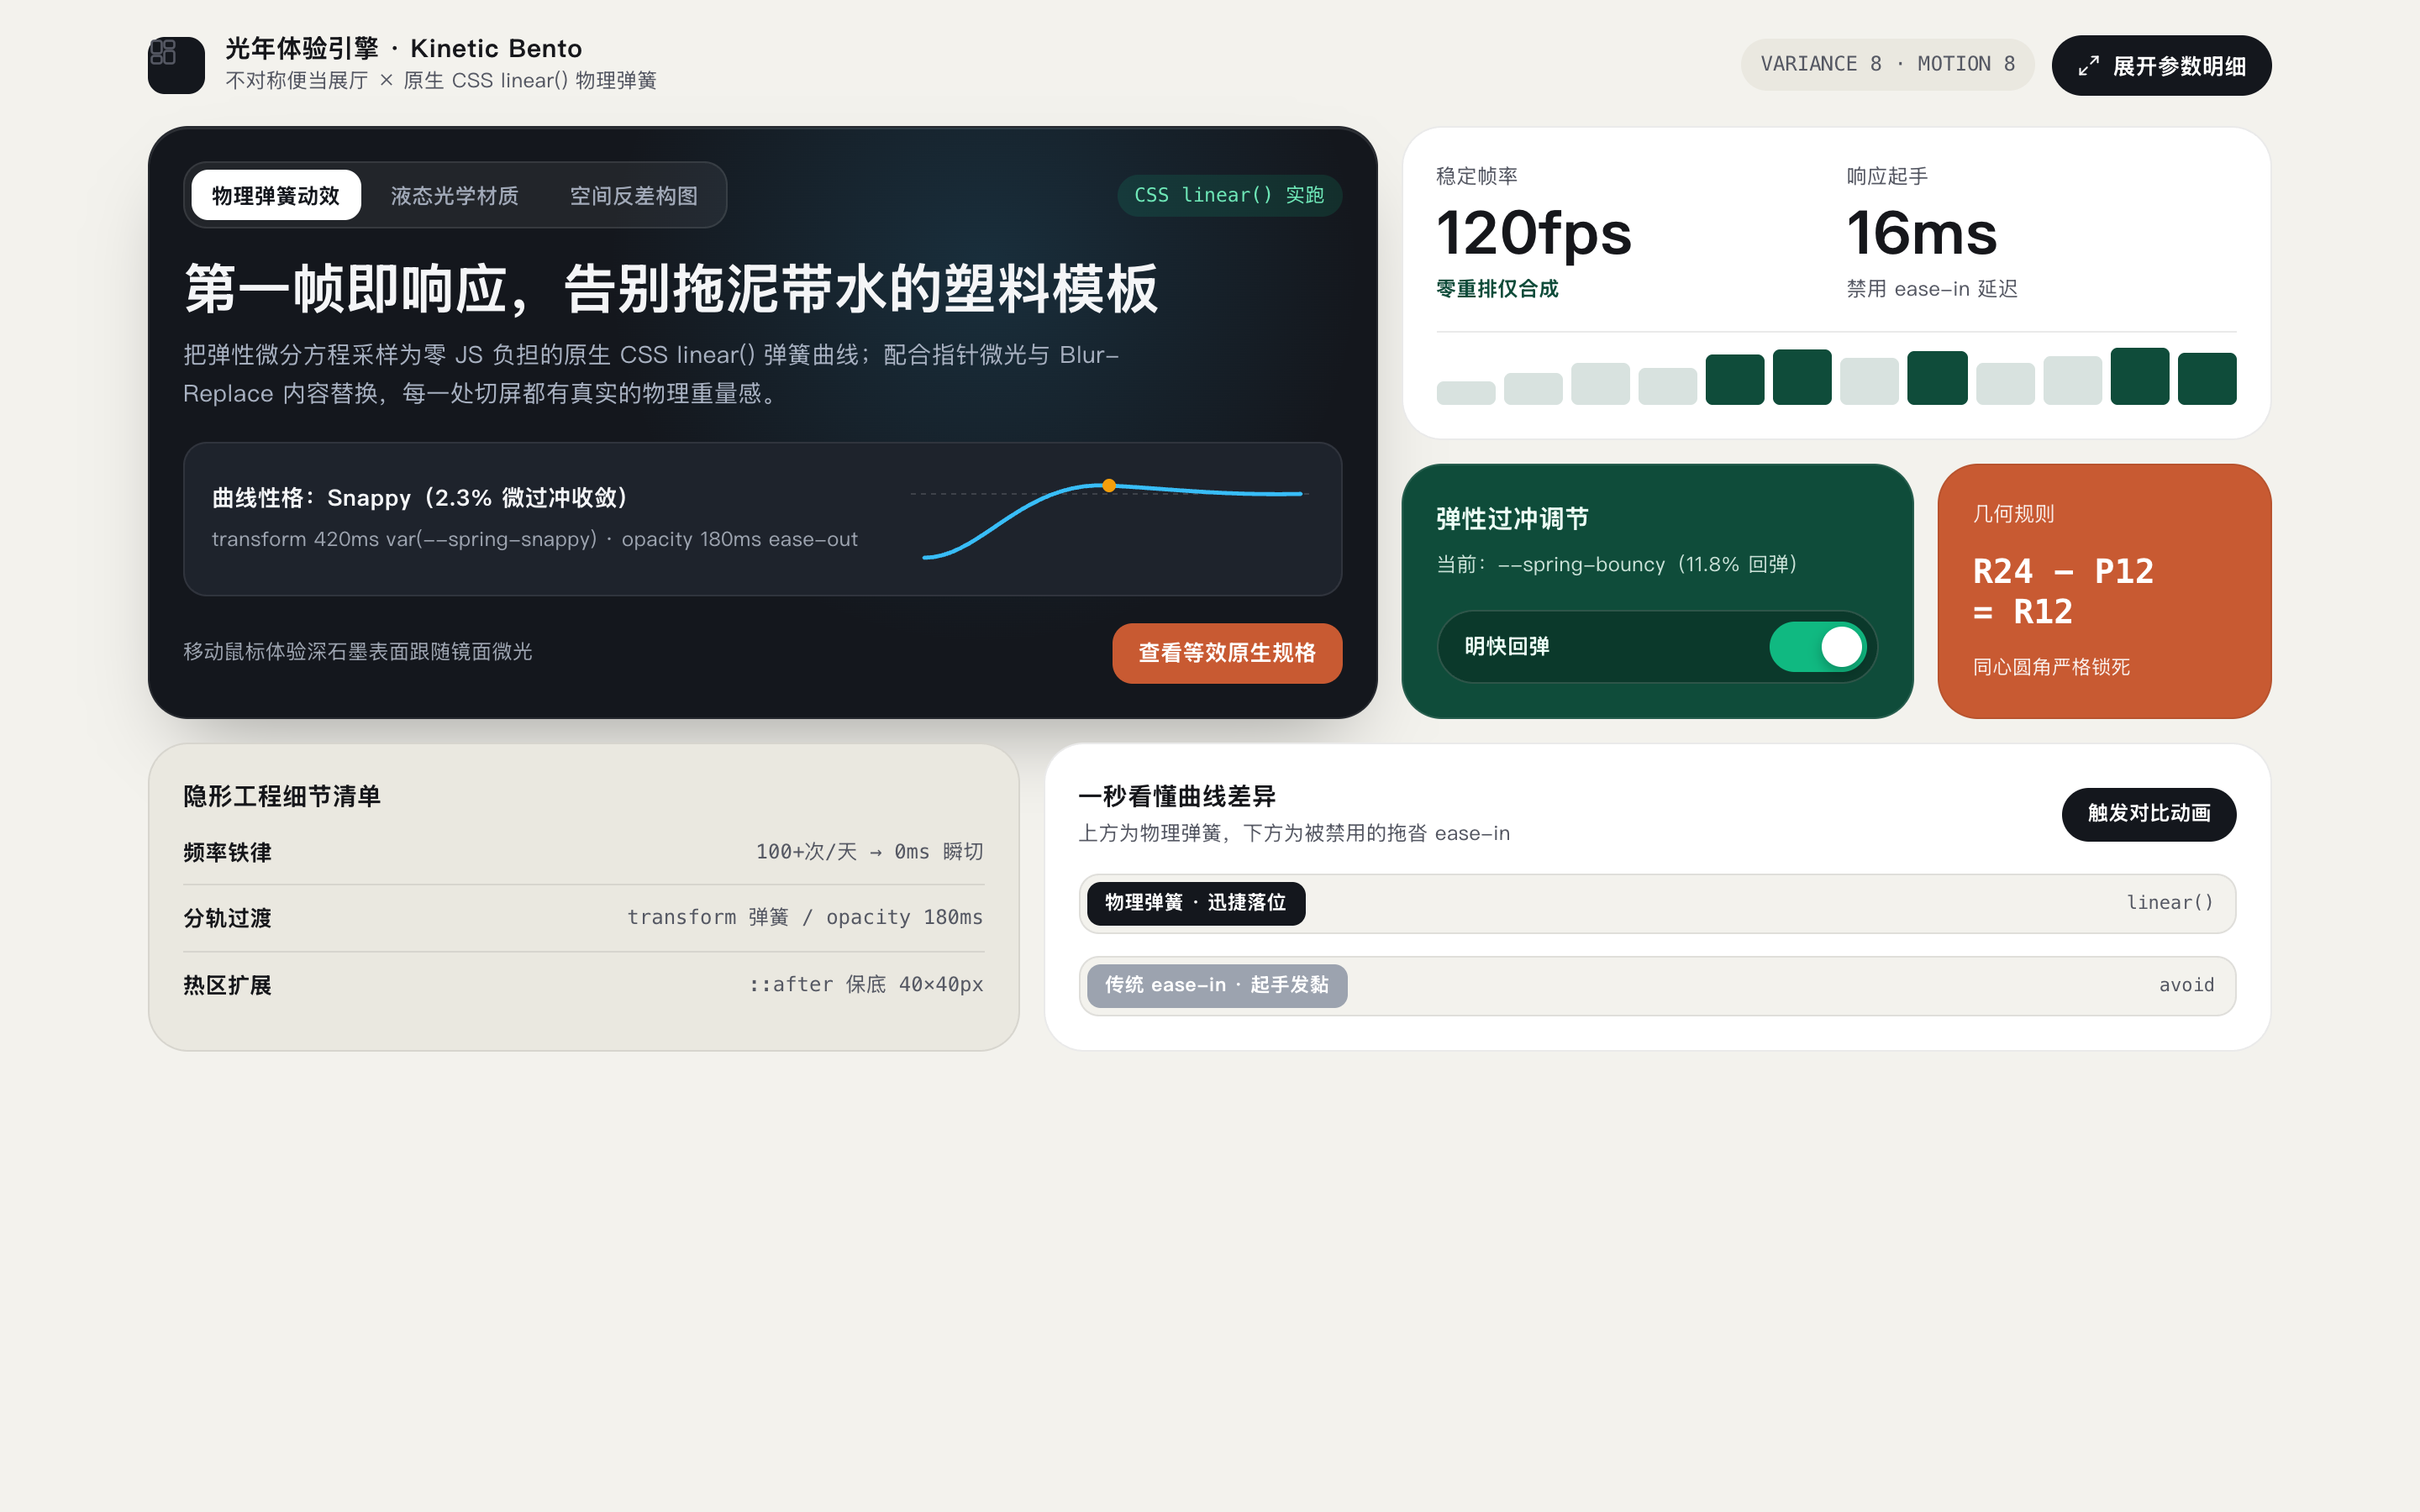 光年体验引擎 · Kinetic Bento
不对称便当展厅 × 原生 CSS linear() 物理弹簧
VARIANCE 8 · MOTION 8
展开参数明细
物理弹簧动效
液态光学材质
空间反差构图
CSS linear() 实跑
第一帧即响应，告别拖泥带水的塑料模板
把弹性微分方程采样为零 JS 负担的原生 CSS linear() 弹簧曲线；配合指针微光与 Blur-
Replace 内容替换，每一处切屏都有真实的物理重量感。
曲线性格：Snappy（2.3% 微过冲收敛）
transform 420ms var(--spring-snappy) · opacity 180ms ease-out
移动鼠标体验深石墨表面跟随镜面微光
查看等效原生规格
稳定帧率
120fps
零重排仅合成
响应起手
16ms
禁用 ease-in 延迟
弹性过冲调节
当前：--spring-bouncy（11.8% 回弹）
明快回弹
几何规则
R24 − P12
= R12
同心圆角严格锁死
隐形工程细节清单
频率铁律
100+次/天 → 0ms 瞬切
分轨过渡
transform 弹簧 / opacity 180ms
热区扩展
::after 保底 40×40px
一秒看懂曲线差异
上方为物理弹簧，下方为被禁用的拖沓 ease-in
触发对比动画
物理弹簧 · 迅捷落位
linear()
传统 ease-in · 起手发黏
avoid